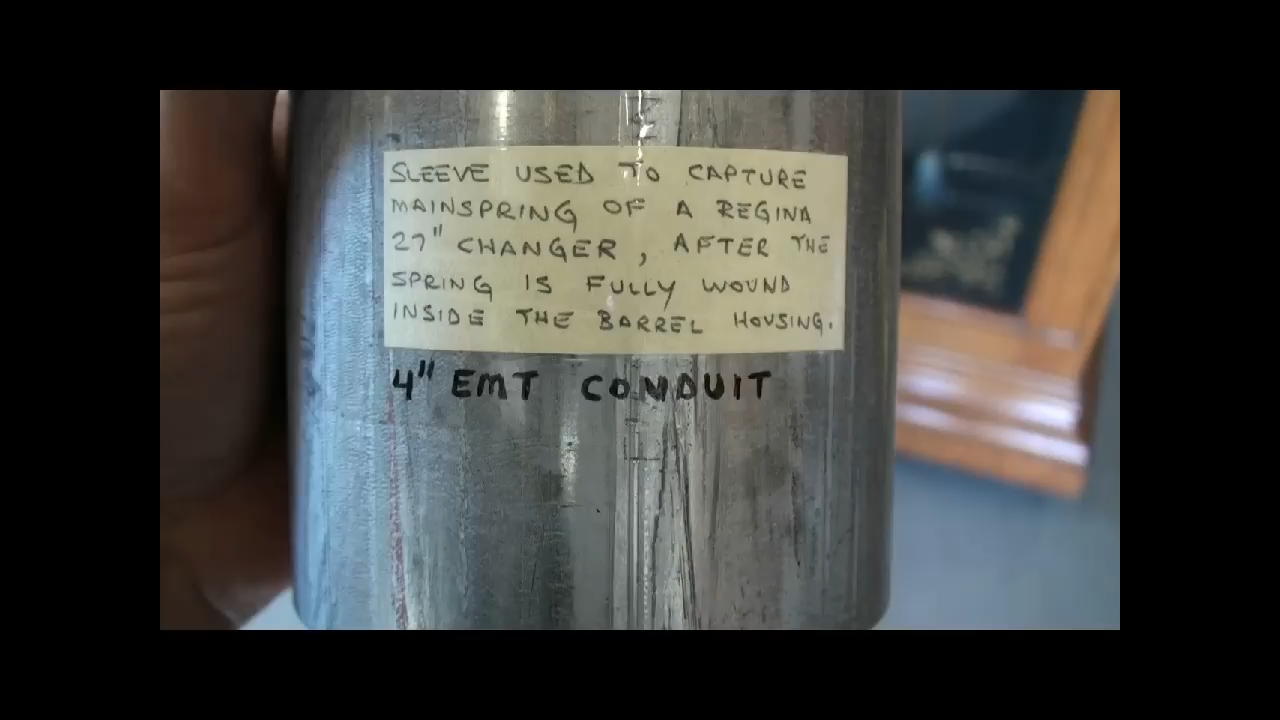 SLEEVE USED TO CAPTURE
MAINSPRING OF A REGINA
27" CHANGER, AFTER THE
SPRING IS FULLY WOUND
INSIDE THE BARREL HOUSING.
4" EMT CONDUIT